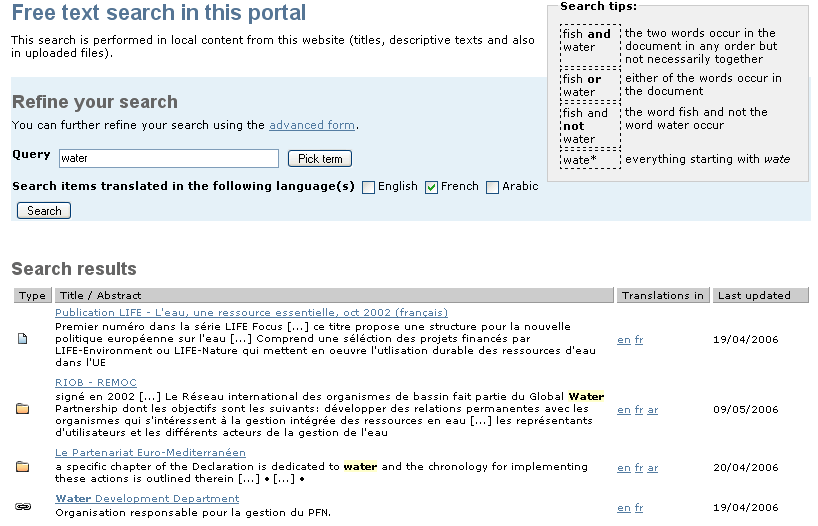 Free text search in this portal
This search is performed in local content from this website (titles, descriptive texts and also
in uploaded files).
Search tips:
fish and water
the two words occur in the
document in any order but
not necessarily together
fish or water
either of the words occur in
the document
fish and not water
the word fish and not the
word water occur
wate*
everything starting with wate
Refine your search
You can further refine your search using the advanced form.
Query water Pick term
Search items translated in the following language(s) English French Arabic
Search
Search results
Type Title / Abstract Translations in Last updated
Publication LIFE - L'eau, une ressource essentielle, oct 2002 (français)
Premier numéro dans la série LIFE Focus [...] ce titre propose une structure pour la nouvelle
politique européenne sur l'eau [...] Comprend une séléction des projets financés par
LIFE-Environment ou LIFE-Nature qui mettent en oeuvre l'utlisation durable des ressources d'eau
dans l'UE
en fr 19/04/2006
RIOB - REMOC
signé en 2002 [...] Le Réseau international des organismes de bassin fait partie du Global Water
Partnership dont les objectifs sont les suivants: développer des relations permanentes avec les
organismes qui s'intéressent à la gestion intégrée des ressources en eau [...] les représentants
d'utilisateurs et les différents acteurs de la gestion de l'eau
en fr ar 09/05/2006
Le Partenariat Euro-Mediterranéen
a specific chapter of the Declaration is dedicated to water and the chronology for implementing
these actions is outlined therein [...] • [...] •
en fr ar 20/04/2006
Water Development Department
Organisation responsable pour la gestion du PFN.
en fr 19/04/2006